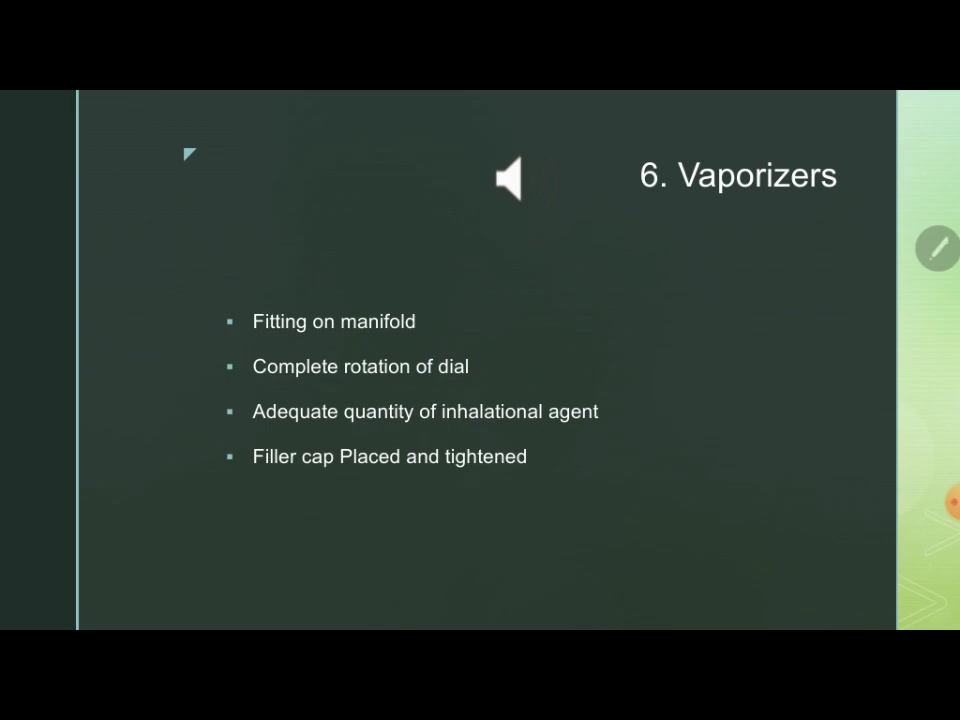 6. Vaporizers
Fitting on manifold
Complete rotation of dial
Adequate quantity of inhalational agent
Filler cap Placed and tightened